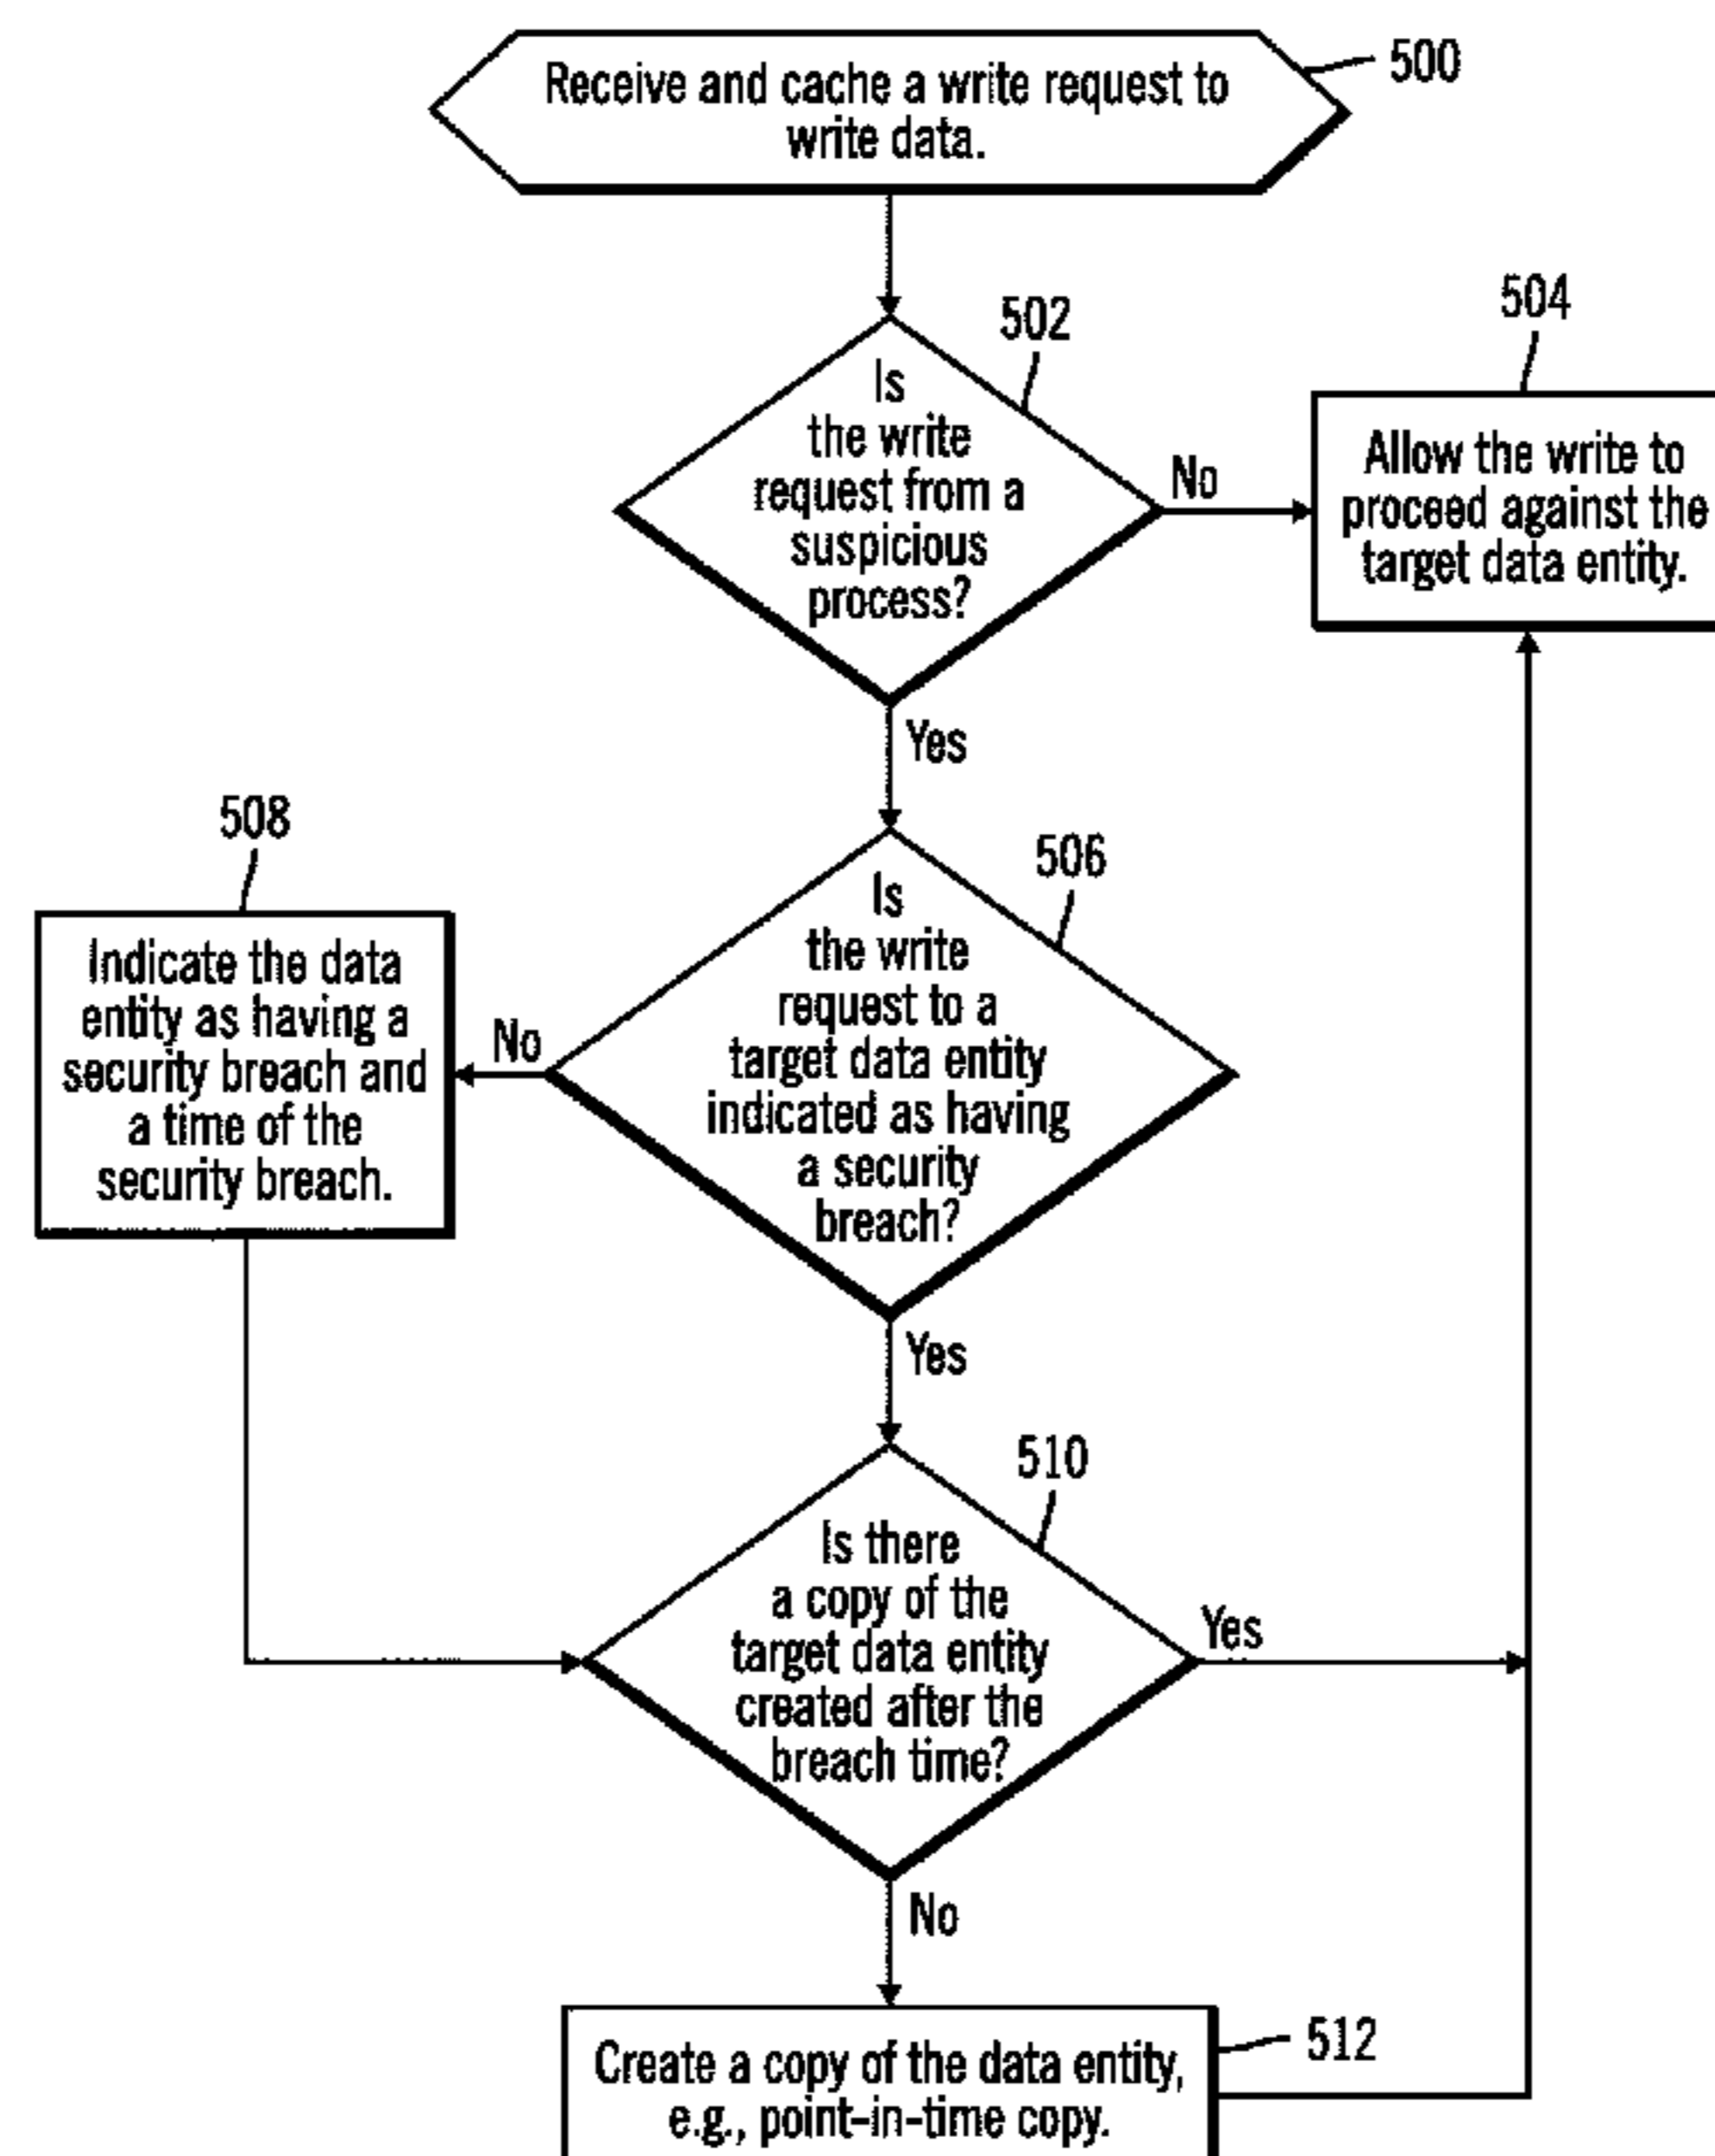 500
Receive and cache a write request to
write data.
502
Is
the write
request from a
suspicious
process?
No
504
Allow the write to
proceed against the
target data entity.
Yes
506
Is
the write
request to a
target data entity
indicated as having
a security
breach?
No
508
Indicate the data
entity as having a
security breach and
a time of the
security breach.
Yes
510
Is there
a copy of the
target data entity
created after the
breach time?
Yes
No
Create a copy of the data entity,
e.g., point-in-time copy.
512